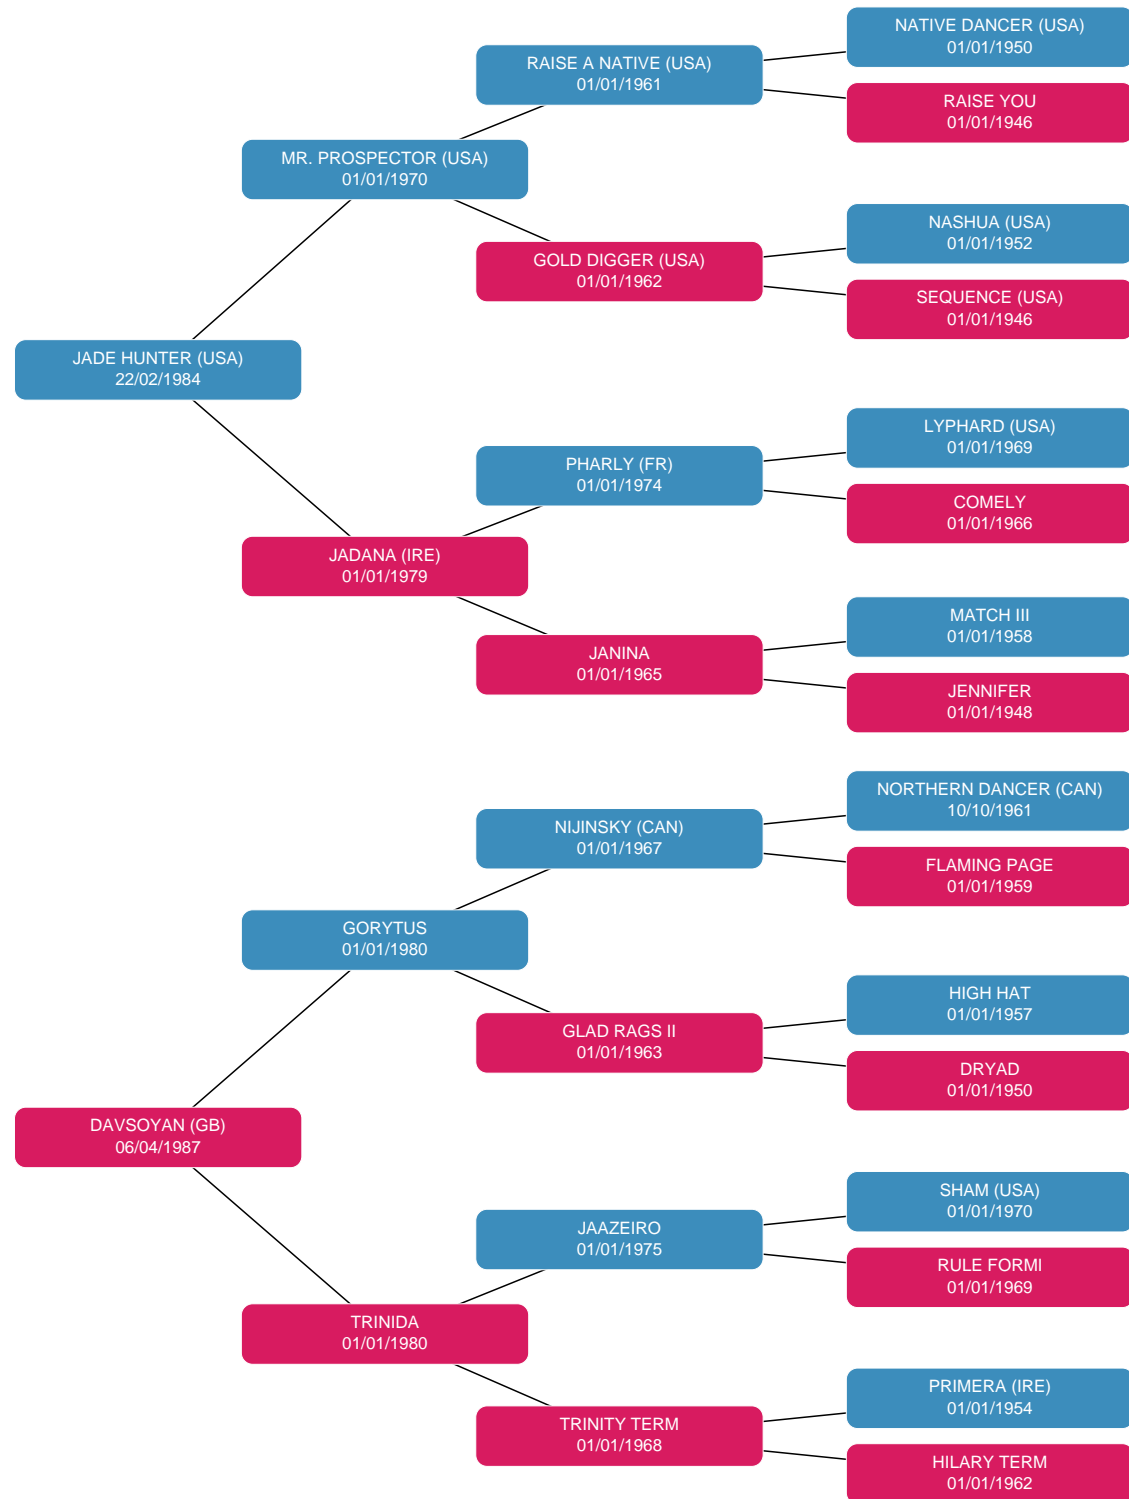 NATIVE DANCER (USA)
01/01/1950
RAISE A NATIVE (USA)
01/01/1961
RAISE YOU
01/01/1946
MR. PROSPECTOR (USA)
01/01/1970
NASHUA (USA)
01/01/1952
GOLD DIGGER (USA)
01/01/1962
SEQUENCE (USA)
01/01/1946
JADE HUNTER (USA)
22/02/1984
LYPHARD (USA)
01/01/1969
PHARLY (FR)
01/01/1974
COMELY
01/01/1966
JADANA (IRE)
01/01/1979
MATCH III
01/01/1958
JANINA
01/01/1965
JENNIFER
01/01/1948
NORTHERN DANCER (CAN)
10/10/1961
NIJINSKY (CAN)
01/01/1967
FLAMING PAGE
01/01/1959
GORYTUS
01/01/1980
HIGH HAT
01/01/1957
GLAD RAGS II
01/01/1963
DRYAD
01/01/1950
DAVSOYAN (GB)
06/04/1987
SHAM (USA)
01/01/1970
JAAZEIRO
01/01/1975
RULE FORMI
01/01/1969
TRINIDA
01/01/1980
PRIMERA (IRE)
01/01/1954
TRINITY TERM
01/01/1968
HILARY TERM
01/01/1962